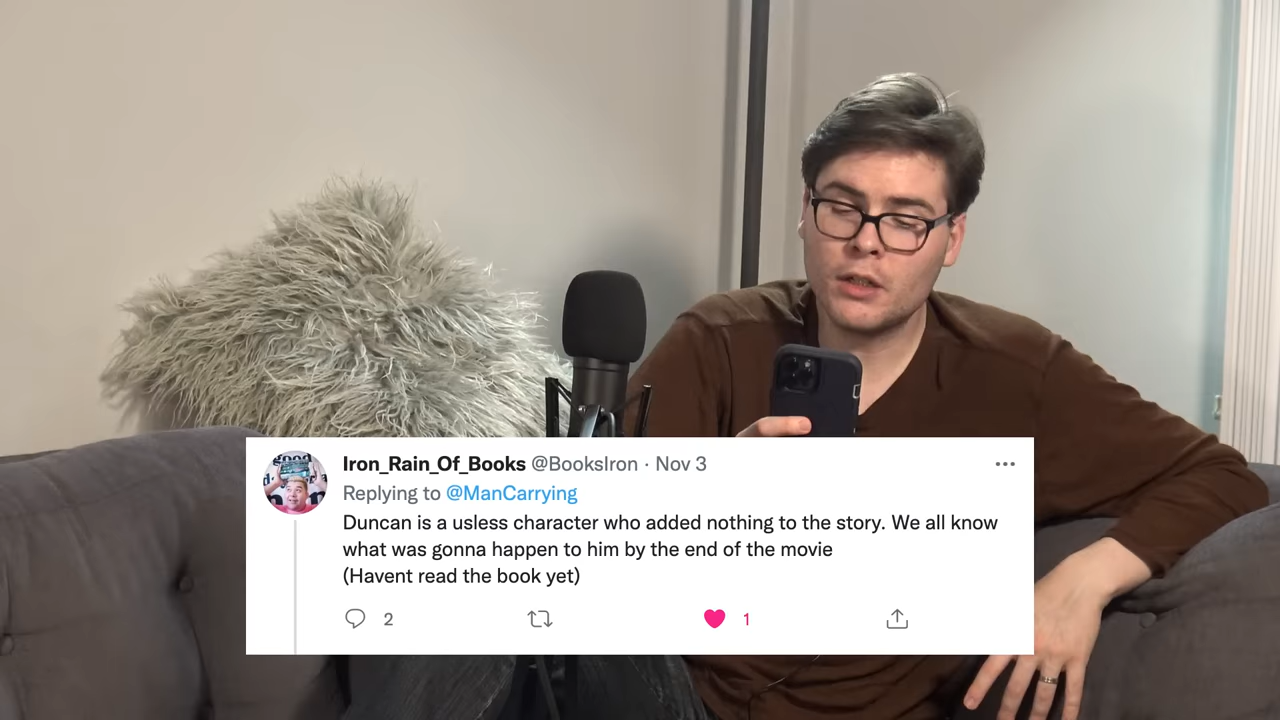 Iron_Rain_Of_Books @BooksIron · Nov 3
Replying to @ManCarrying
Duncan is a usless character who added nothing to the story. We all know
what was gonna happen to him by the end of the movie
(Havent read the book yet)
2
1